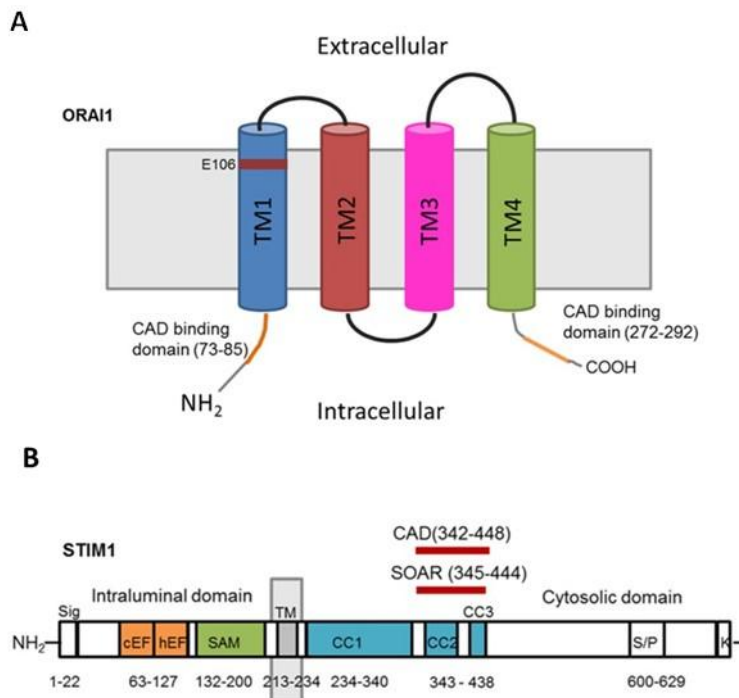 A
Extracellular
ORAI1
E106
TM1
TM2
TM3
TM4
CAD binding
domain (73-85)
CAD binding
domain (272-292)
NH2
COOH
Intracellular
B
CAD(342-448)
STIM1
SOAR (345-444)
Intraluminal domain
Cytosolic domain
Sig
TM
CC3
NH2
cEF
hEF
SAM
CC1
CC2
S/P
K
1-22
63-127
132-200
213-234
234-340
343 - 438
600-629